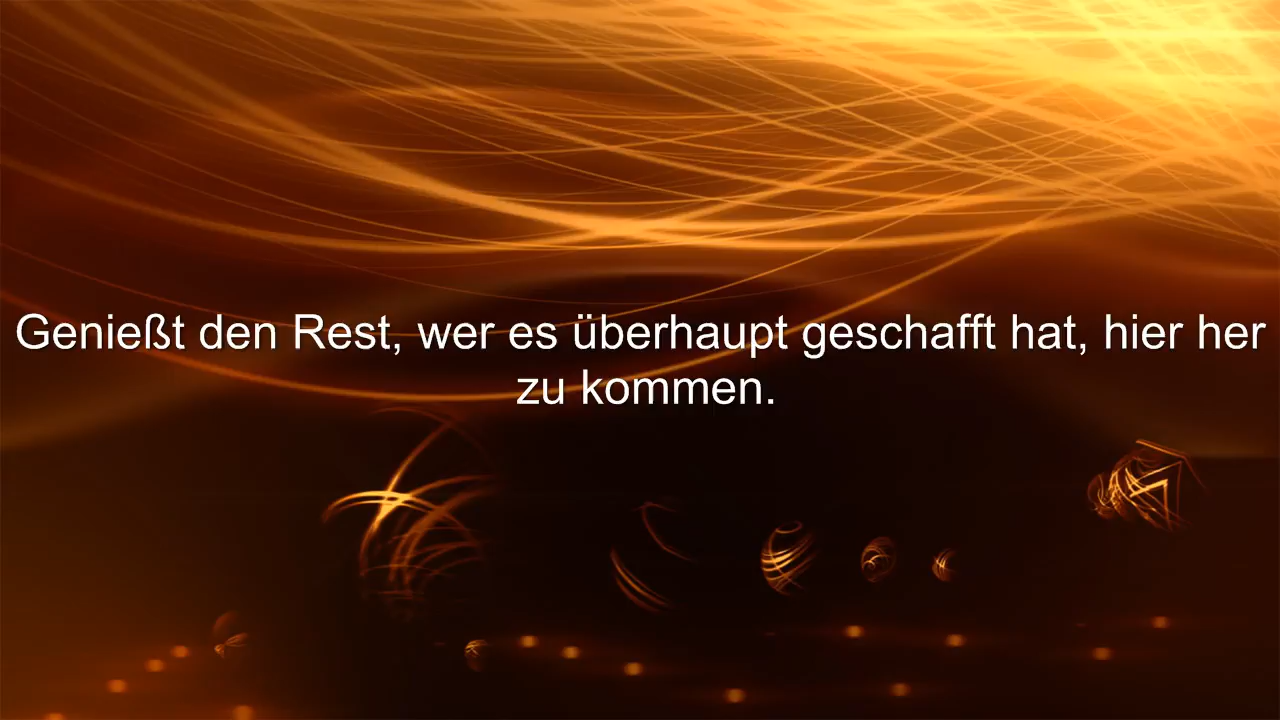 Genießt den Rest, wer es überhaupt geschafft hat, hier her
zu kommen.